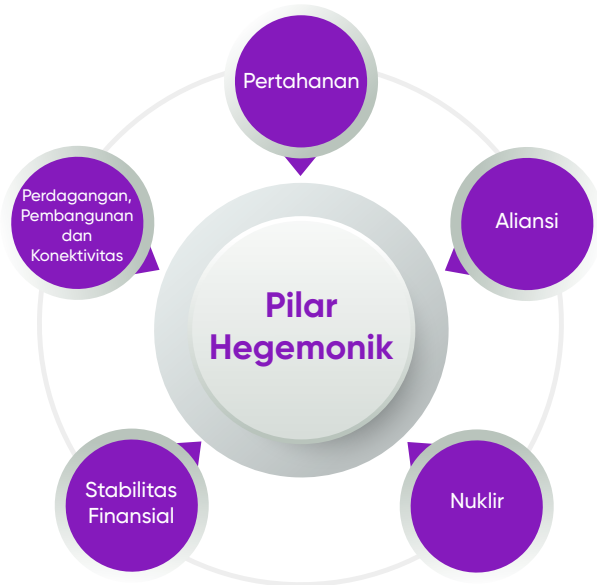 Pertahanan
Perdagangan,
Pembangunan
dan
Konektivitas
Aliansi
Pilar
Hegemonik
Stabilitas
Finansial
Nuklir